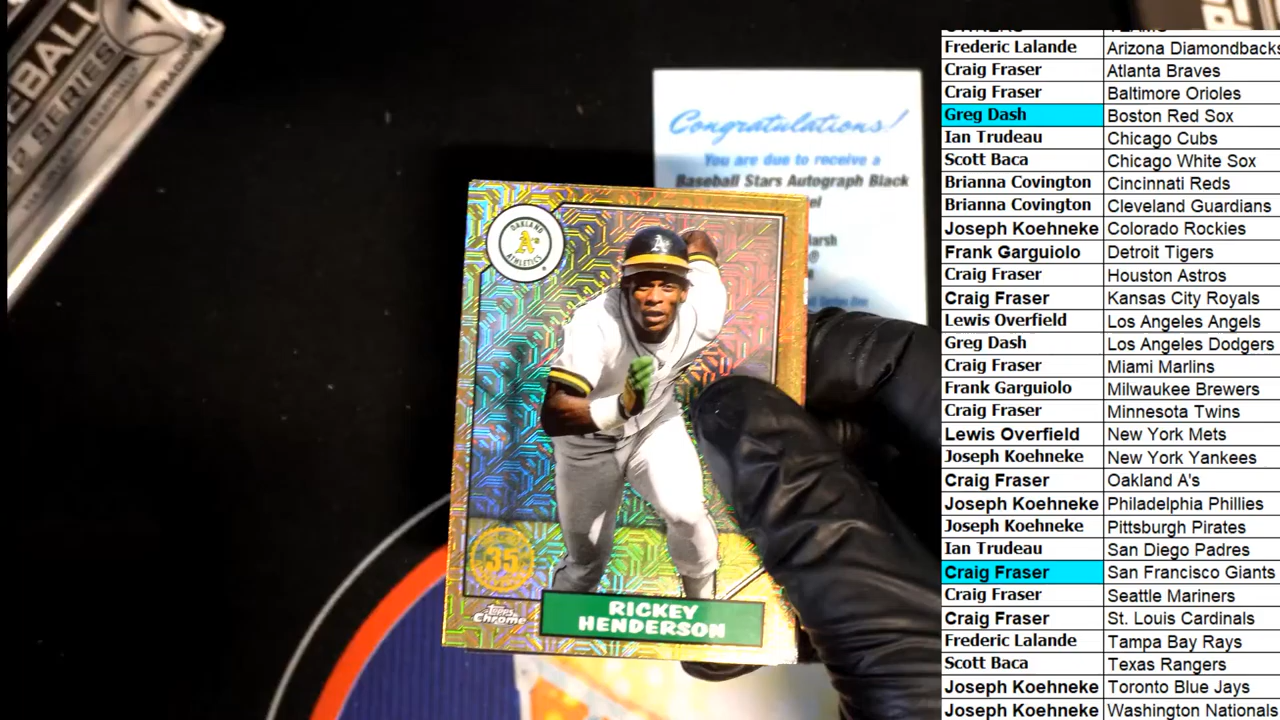 EBALL
SERIES
1
Congratulations!
You are due to receive a
Baseball Stars Autograph Black
OAKLAND
A's
ATHLETICS
35
Topps
Chrome
RICKEY
HENDERSON
OWNERS TEAMS
Frederic Lalande Arizona Diamondbacks
Craig Fraser Atlanta Braves
Craig Fraser Baltimore Orioles
Greg Dash Boston Red Sox
Ian Trudeau Chicago Cubs
Scott Baca Chicago White Sox
Brianna Covington Cincinnati Reds
Brianna Covington Cleveland Guardians
Joseph Koehneke Colorado Rockies
Frank Garguiolo Detroit Tigers
Craig Fraser Houston Astros
Craig Fraser Kansas City Royals
Lewis Overfield Los Angeles Angels
Greg Dash Los Angeles Dodgers
Craig Fraser Miami Marlins
Frank Garguiolo Milwaukee Brewers
Craig Fraser Minnesota Twins
Lewis Overfield New York Mets
Joseph Koehneke New York Yankees
Craig Fraser Oakland A's
Joseph Koehneke Philadelphia Phillies
Joseph Koehneke Pittsburgh Pirates
Ian Trudeau San Diego Padres
Craig Fraser San Francisco Giants
Craig Fraser Seattle Mariners
Craig Fraser St. Louis Cardinals
Frederic Lalande Tampa Bay Rays
Scott Baca Texas Rangers
Joseph Koehneke Toronto Blue Jays
Joseph Koehneke Washington Nationals